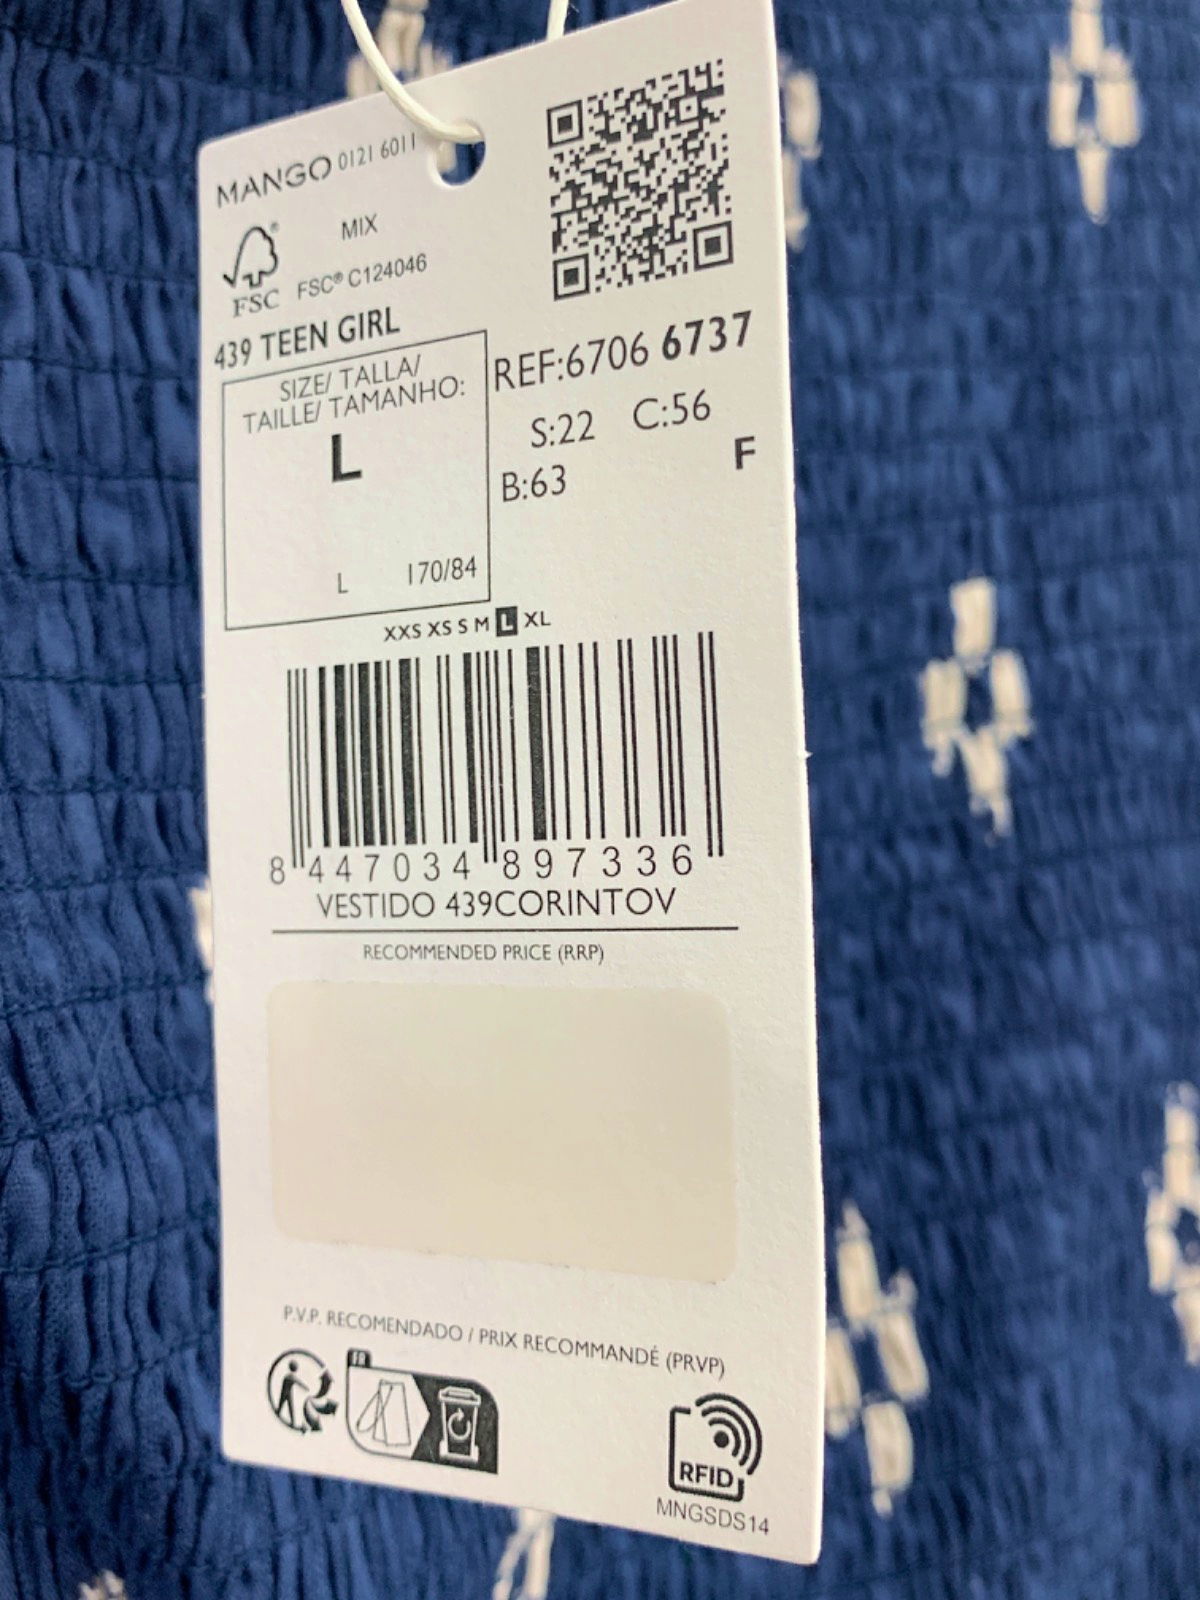 MANGO 0121 6011
MIX
FSC® C124046
FSC
439 TEEN GIRL
SIZE/ TALLA/
TAILLE/ TAMANHO:
L
L 170/84
REF:6706 6737
S:22 C:56
B:63 F
XXS XS S M L XL
8 447034 897336
VESTIDO 439CORINTOV
RECOMMENDED PRICE (RRP)
P.V.P. RECOMENDADO / PRIX RECOMMANDÉ (PRVP)
FR
RFID
MNGSDS14